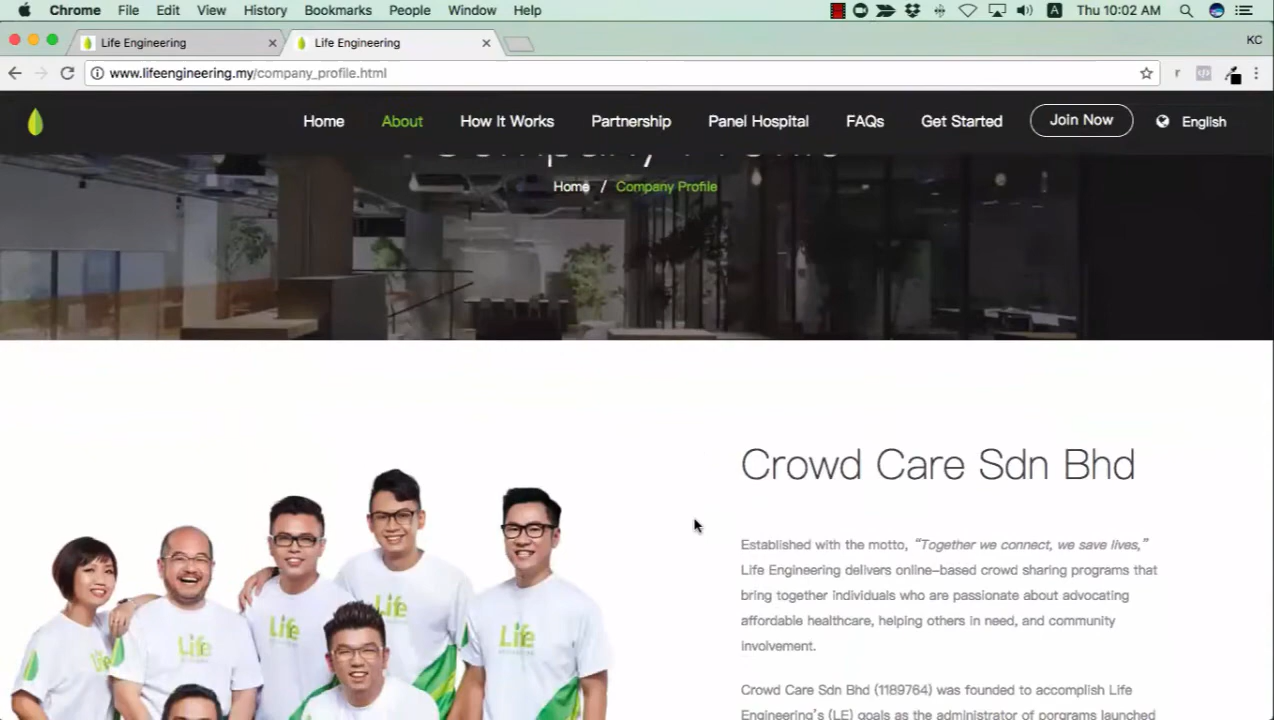 Chrome File Edit View History Bookmarks People Window Help Thu 10:02 AM
Life Engineering Life Engineering KC
www.lifeengineering.my/company_profile.html
Home About How It Works Partnership Panel Hospital FAQs Get Started Join Now English
Company Profile
Home / Company Profile
Crowd Care Sdn Bhd
Established with the motto, “Together we connect, we save lives,”
Life Engineering delivers online-based crowd sharing programs that
bring together individuals who are passionate about advocating
affordable healthcare, helping others in need, and community
involvement.
Crowd Care Sdn Bhd (1189764) was founded to accomplish Life
Engineering's (LE) goals as the administrator of porgrams launched
Life
Life
Life
Life